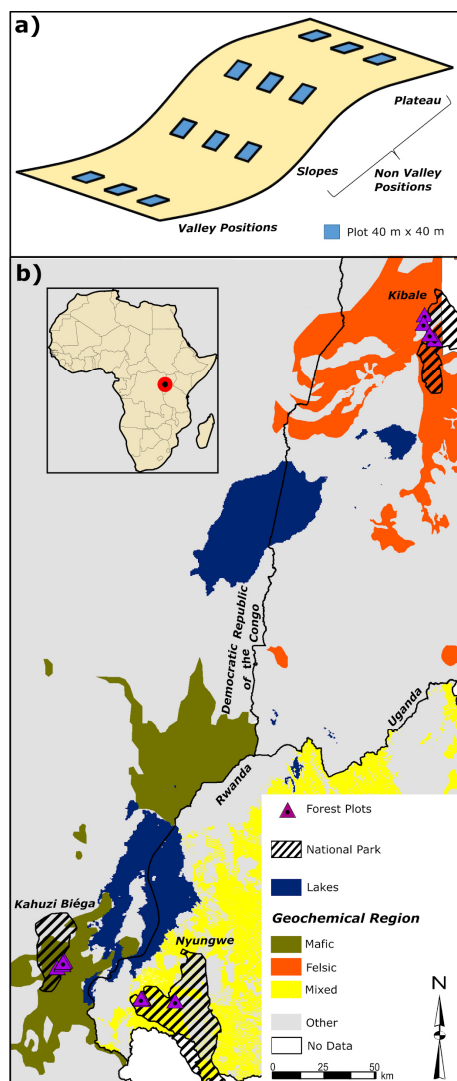 a)
Plateau
Slopes
Non Valley
Positions
Valley Positions
Plot 40 m x 40 m
b)
Kibale
Democratic Republic
of the Congo
Uganda
Rwanda
Forest Plots
National Park
Lakes
Geochemical Region
Mafic
Felsic
Mixed
Other
No Data
Kahuzi Biéga
Nyungwe
N
0 25 50
km